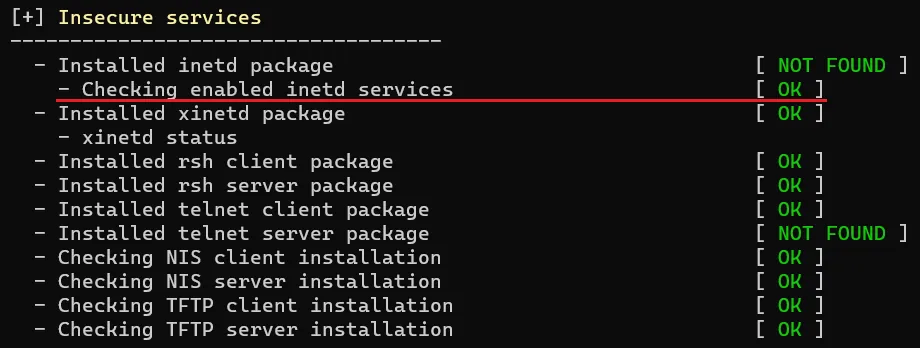 [+] Insecure services
------------------------------------
- Installed inetd package [ NOT FOUND ]
- Checking enabled inetd services [ OK ]
- Installed xinetd package [ OK ]
- xinetd status
- Installed rsh client package [ OK ]
- Installed rsh server package [ OK ]
- Installed telnet client package [ OK ]
- Installed telnet server package [ NOT FOUND ]
- Checking NIS client installation [ OK ]
- Checking NIS server installation [ OK ]
- Checking TFTP client installation [ OK ]
- Checking TFTP server installation [ OK ]